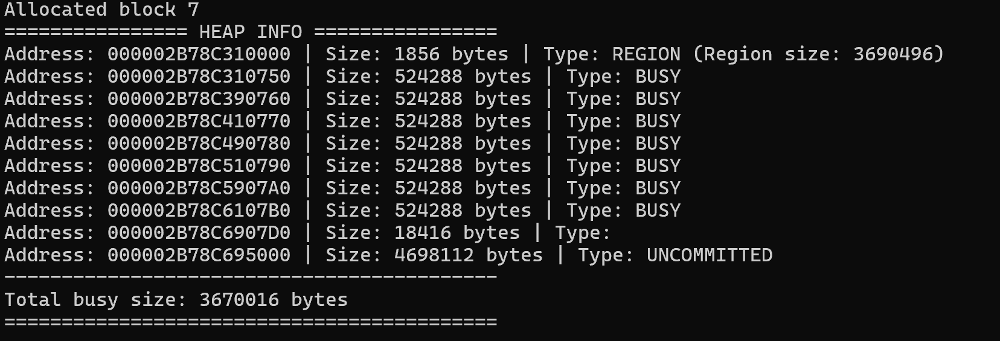 Allocated block 7
================ HEAP INFO ================
Address: 000002B78C310000 | Size: 1856 bytes | Type: REGION (Region size: 3690496)
Address: 000002B78C310750 | Size: 524288 bytes | Type: BUSY
Address: 000002B78C390760 | Size: 524288 bytes | Type: BUSY
Address: 000002B78C410770 | Size: 524288 bytes | Type: BUSY
Address: 000002B78C490780 | Size: 524288 bytes | Type: BUSY
Address: 000002B78C510790 | Size: 524288 bytes | Type: BUSY
Address: 000002B78C5907A0 | Size: 524288 bytes | Type: BUSY
Address: 000002B78C6107B0 | Size: 524288 bytes | Type: BUSY
Address: 000002B78C6907D0 | Size: 18416 bytes | Type:
Address: 000002B78C695000 | Size: 4698112 bytes | Type: UNCOMMITTED
-------------------------------------------
Total busy size: 3670016 bytes
===========================================